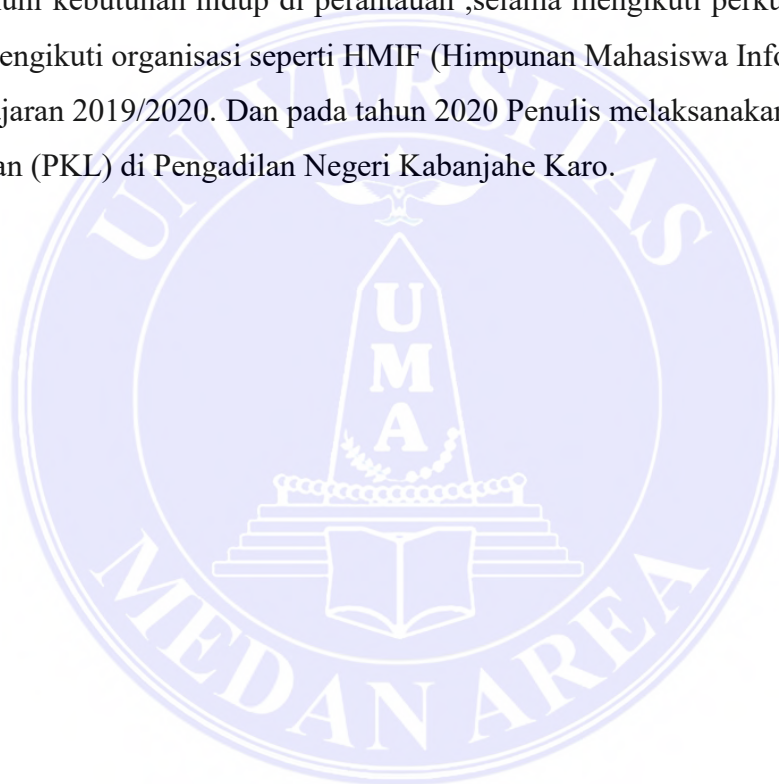 kebutuhan hidup di perantauan ,selama mengikuti
engikuti organisasi seperti HMIF (Himpunan Mahasiswa Info
jaran 2019/2020. Dan pada tahun 2020 Penulis melaksanakan
an (PKL) di Pengadilan Negeri Kabanjahe Karo.
UNIVERSITAS
U
M
A
MEDAN AREA